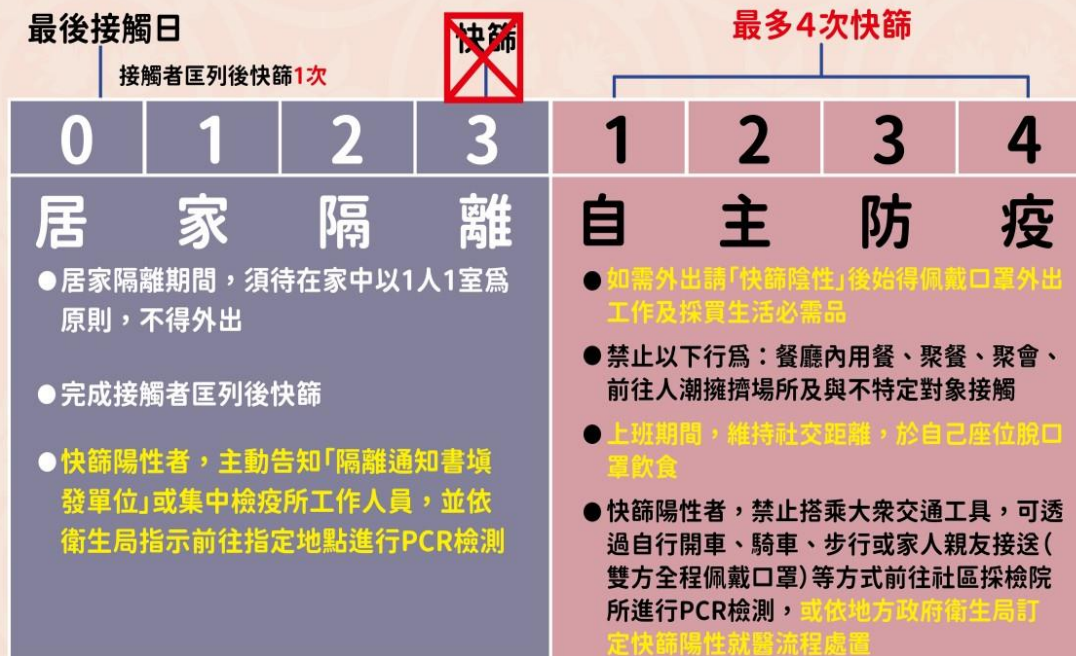 最後接觸日
接觸者匡列後快篩1次
快篩
最多4次快篩
0 1 2 3
1 2 3 4
居家隔離
●居家隔離期間，須待在家中以1人1室爲
原則，不得外出
●完成接觸者匡列後快篩
●快篩陽性者，主動告知「隔離通知書填
發單位」或集中檢疫所工作人員，並依
衛生局指示前往指定地點進行PCR檢測
自主防疫
●如需外出請「快篩陰性」後始得佩戴口罩外出
工作及採買生活必需品
●禁止以下行爲：餐廳內用餐、聚餐、聚會、
前往人潮擁擠場所及與不特定對象接觸
●上班期間，維持社交距離，於自己座位脫口
罩飲食
●快篩陽性者，禁止搭乘大衆交通工具，可透
過自行開車、騎車、步行或家人親友接送(
雙方全程佩戴口罩)等方式前往社區採檢院
所進行PCR檢測，或依地方政府衛生局訂
定快篩陽性就醫流程處置